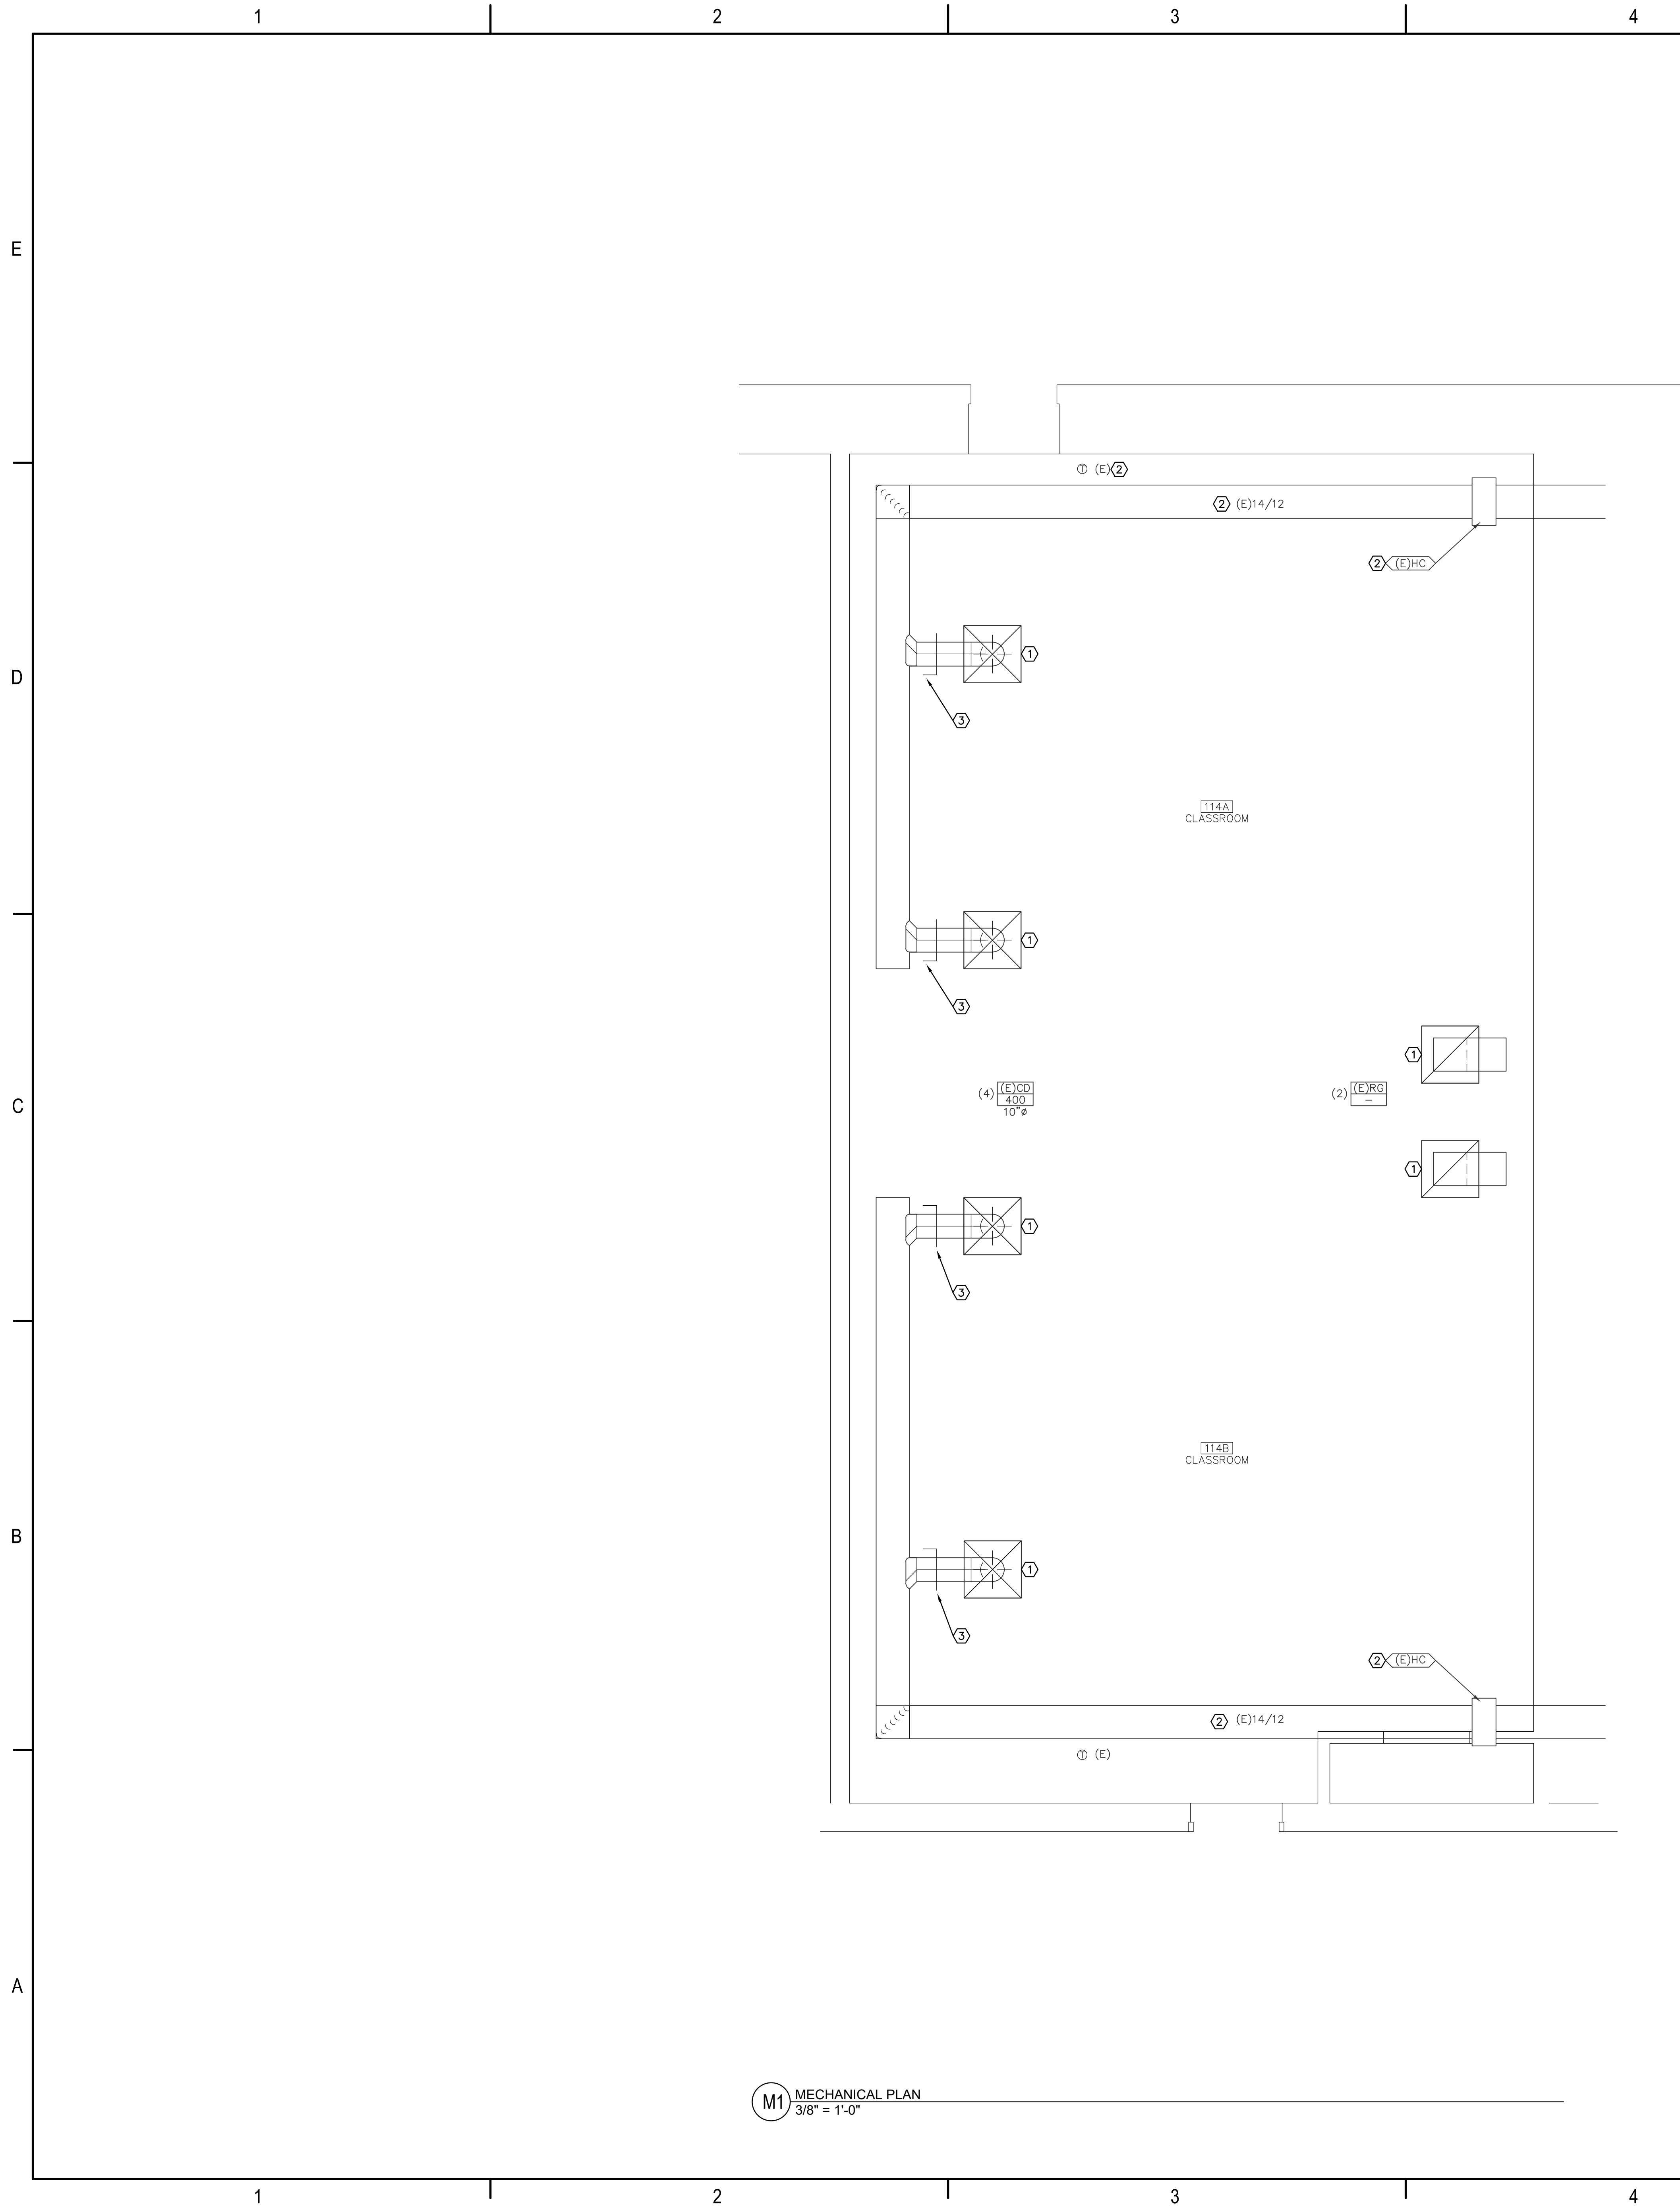 1 2 3 4
E
T (E) 2
2 (E)14/12
2 (E)HC
1
D
3
114A
CLASSROOM
1
3
1
(4) (E)CD
400
10"ø
(2) (E)RG
–
C
1
1
3
114B
CLASSROOM
B
1
3
2 (E)HC
2 (E)14/12
T (E)
A
M1 MECHANICAL PLAN
3/8" = 1'-0"
1 2 3 4